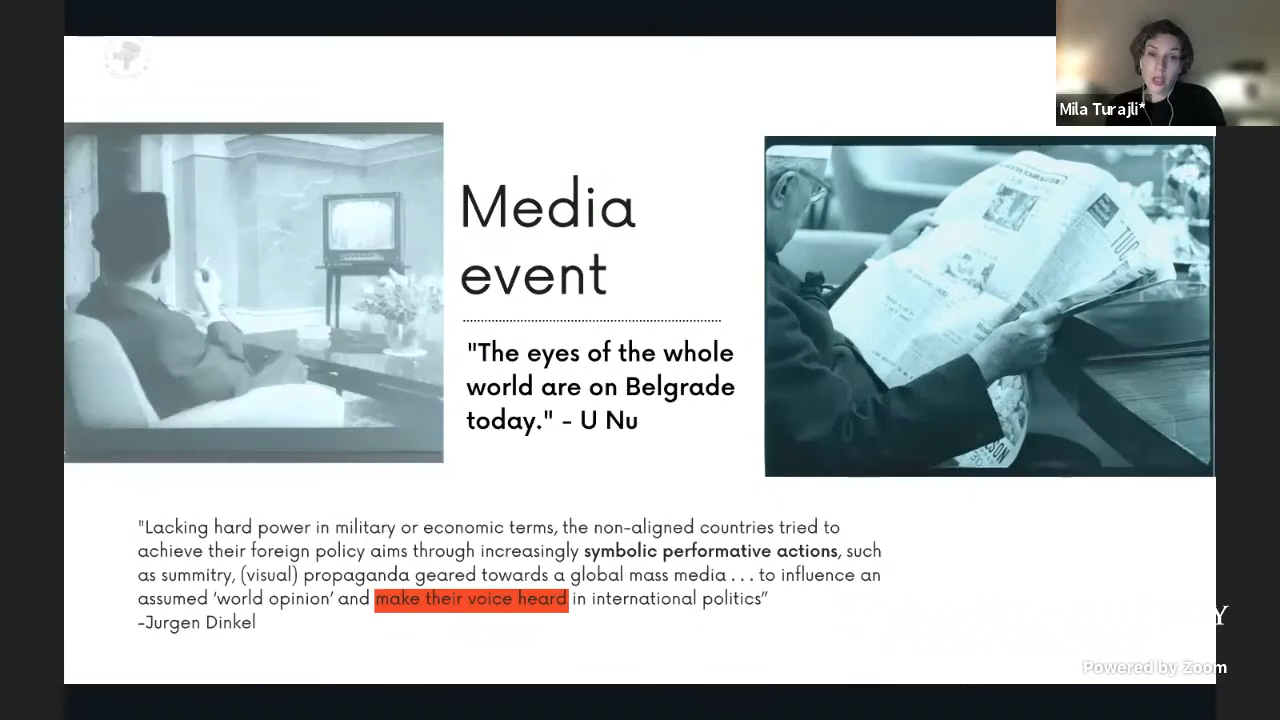 Mila Turajli*
Media
event
"The eyes of the whole
world are on Belgrade
today." - U Nu
"Lacking hard power in military or economic terms, the non-aligned countries tried to
achieve their foreign policy aims through increasingly symbolic performative actions, such
as summitry, (visual) propaganda geared towards a global mass media . . . to influence an
assumed ‘world opinion’ and make their voice heard in international politics”
-Jurgen Dinkel
Y
Powered by Zoom